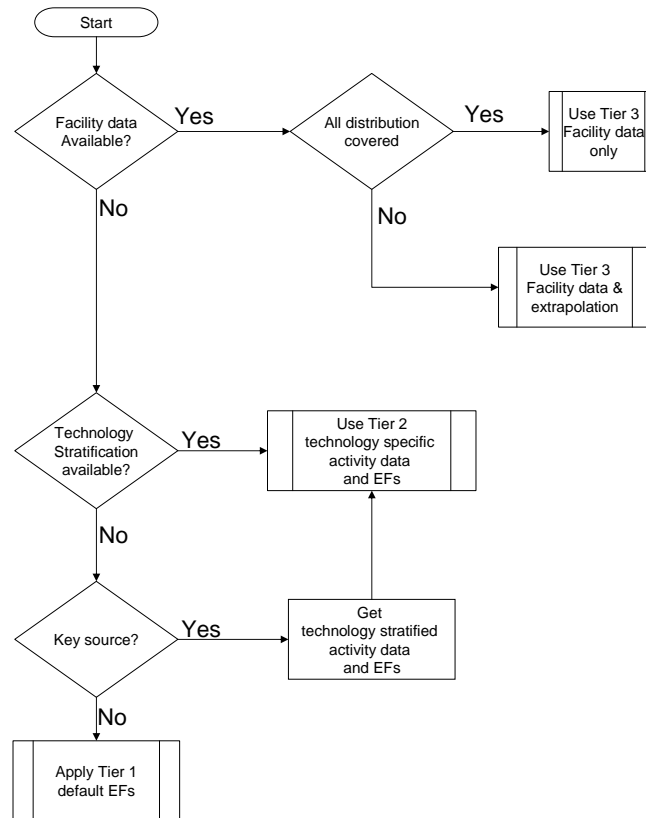 Start
Facility data
Available?
Yes
All distribution
covered
Yes
Use Tier 3
Facility data
only
No
No
Use Tier 3
Facility data &
extrapolation
Technology
Stratification
available?
Yes
Use Tier 2
technology specific
activity data
and EFs
No
Key source?
Yes
Get
technology stratified
activity data
and EFs
No
Apply Tier 1
default EFs